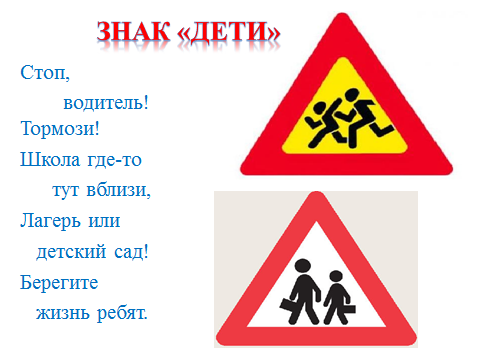 ЗНАК «ДЕТИ»
Стоп,
водитель!
Тормози!
Школа где-то
тут вблизи,
Лагерь или
детский сад!
Берегите
жизнь ребят.